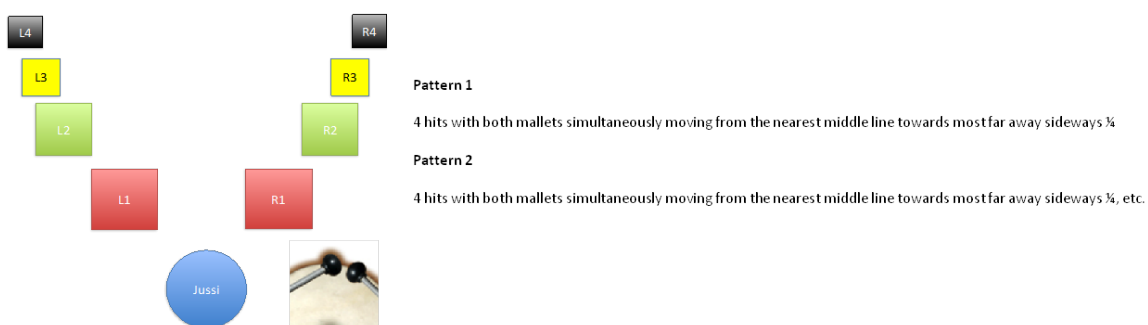 L4
R4
L3
R3
L2
R2
L1
R1
Jussi
Pattern 1
4 hits with both mallets simultaneously moving from the nearest middle line towards most far away sideways ¼
Pattern 2
4 hits with both mallets simultaneously moving from the nearest middle line towards most far away sideways ¼, etc.